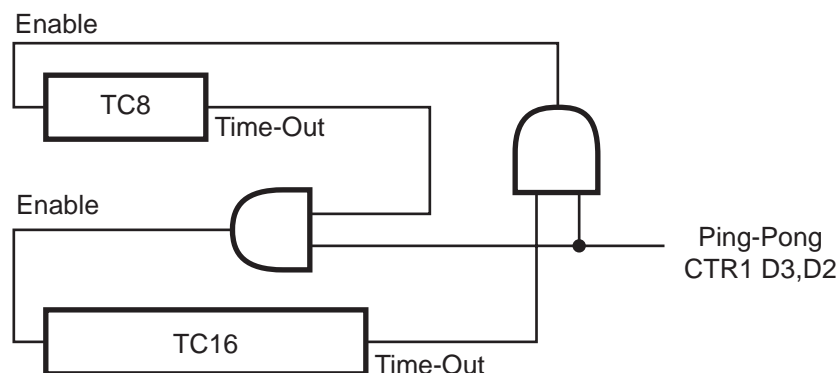 Enable
TC8
Time-Out
Enable
Ping-Pong
CTR1 D3,D2
TC16
Time-Out